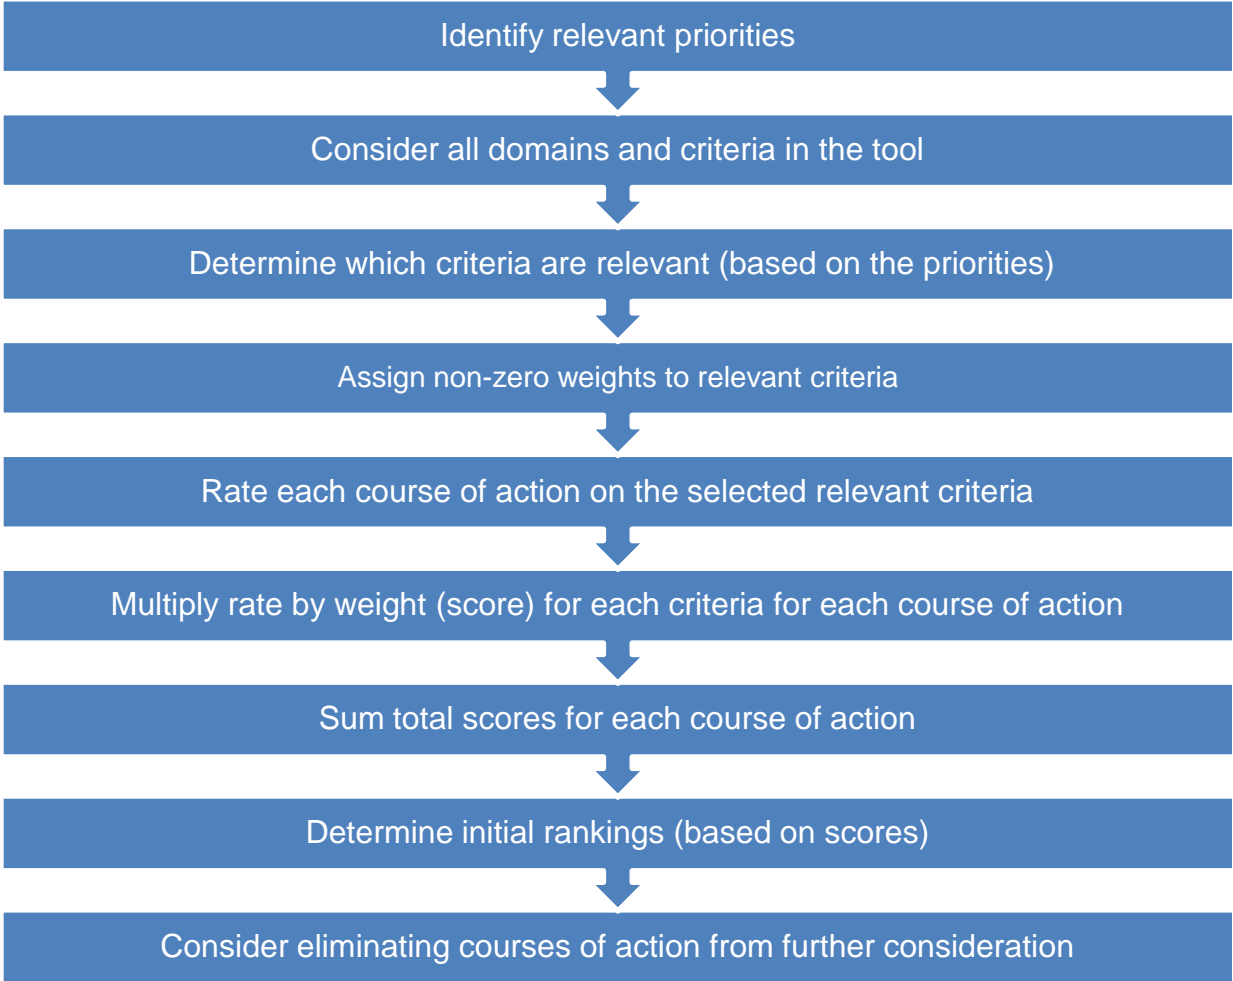 Identify relevant priorities
Consider all domains and criteria in the tool
Determine which criteria are relevant (based on the priorities)
Assign non-zero weights to relevant criteria
Rate each course of action on the selected relevant criteria
Multiply rate by weight (score) for each criteria for each course of action
Sum total scores for each course of action
Determine initial rankings (based on scores)
Consider eliminating courses of action from further consideration